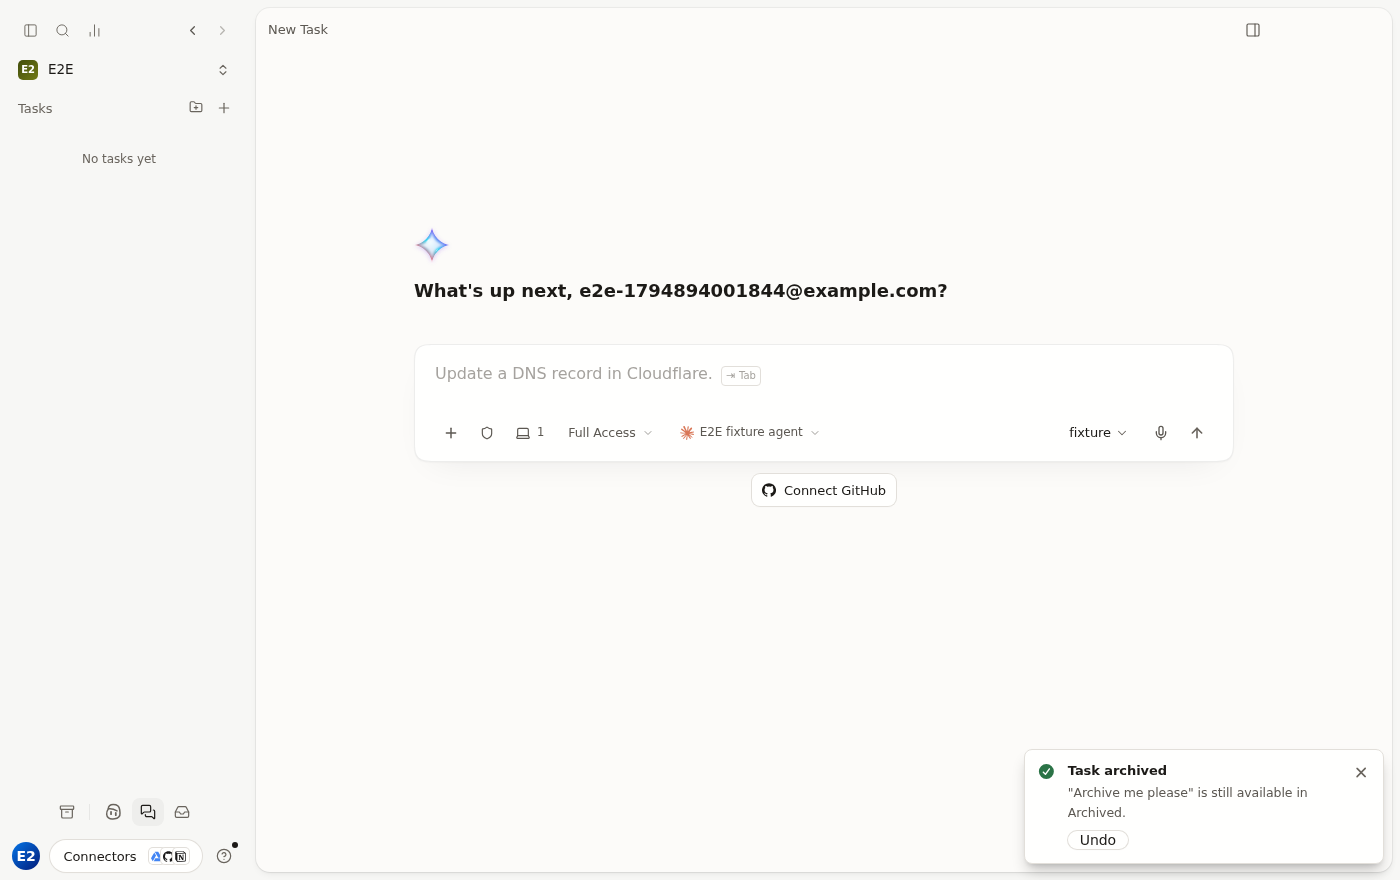 New Task
E2 E2E
Tasks
No tasks yet
What's up next, e2e-1794894001844@example.com?
Update a DNS record in Cloudflare. ⇥ Tab
1 Full Access E2E fixture agent fixture
Connect GitHub
Task archived
"Archive me please" is still available in
Archived.
Undo
E2 Connectors